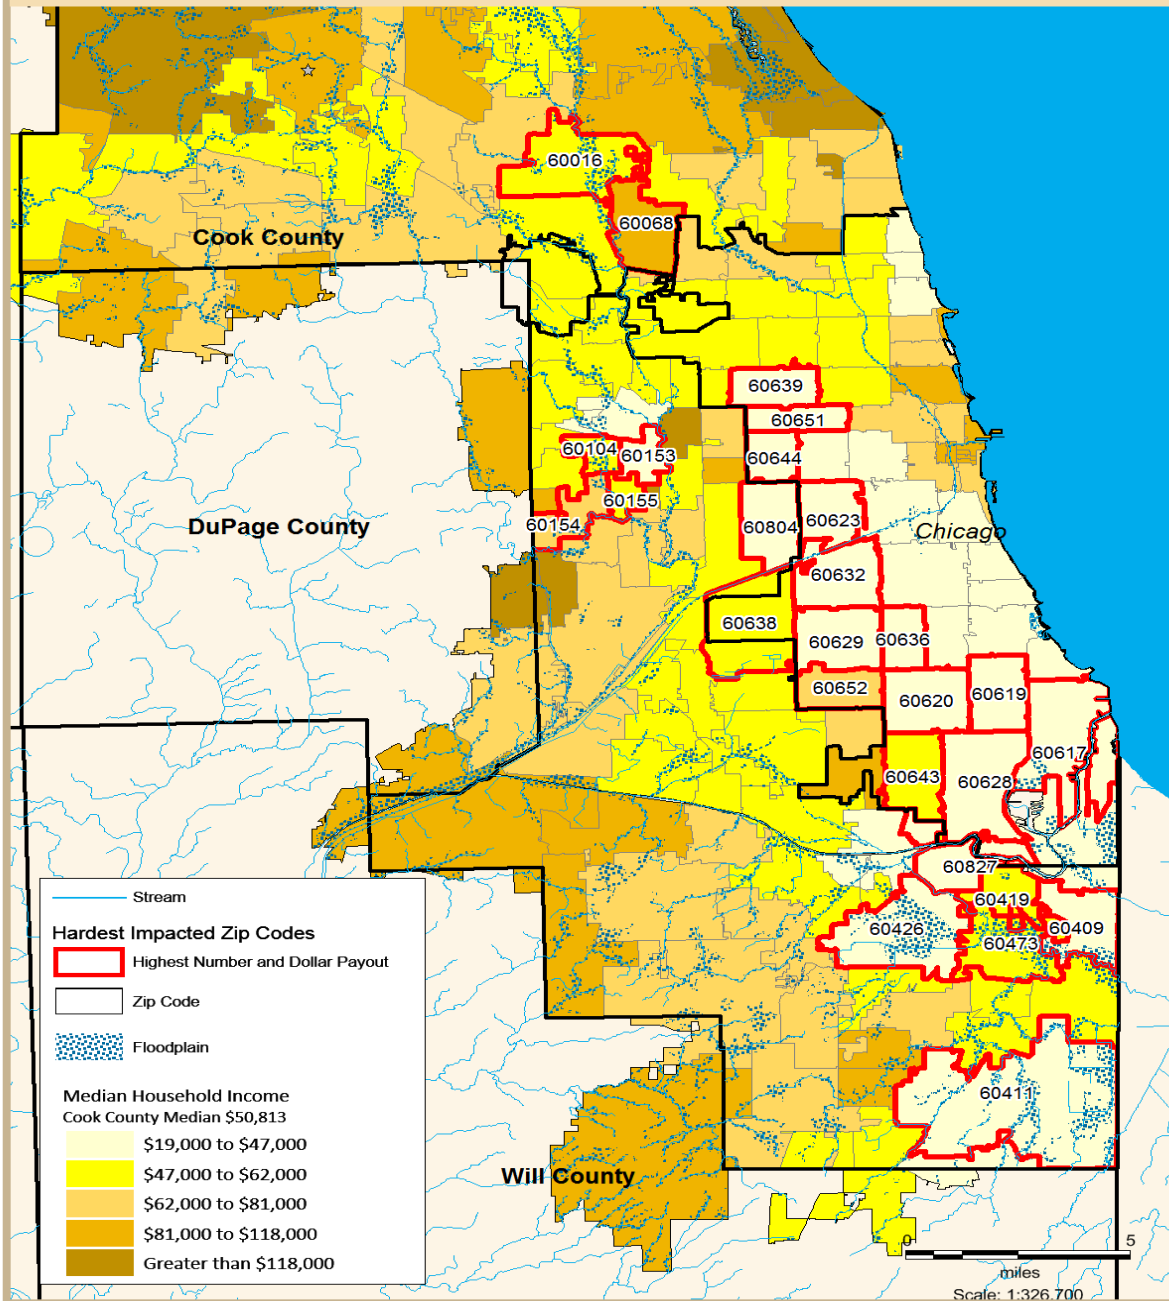 60016
60068
Cook County
60639
60651
60104
60153
60644
60155
60154
DuPage County
60804
60623
Chicago
60632
60638
60629
60636
60652
60620
60619
60617
60643
60628
60827
60419
60426
60473
60409
60411
Will County
Stream
Hardest Impacted Zip Codes
Highest Number and Dollar Payout
Zip Code
Floodplain
Median Household Income
Cook County Median $50,813
$19,000 to $47,000
$47,000 to $62,000
$62,000 to $81,000
$81,000 to $118,000
Greater than $118,000
0 5
miles
Scale: 1:326,700